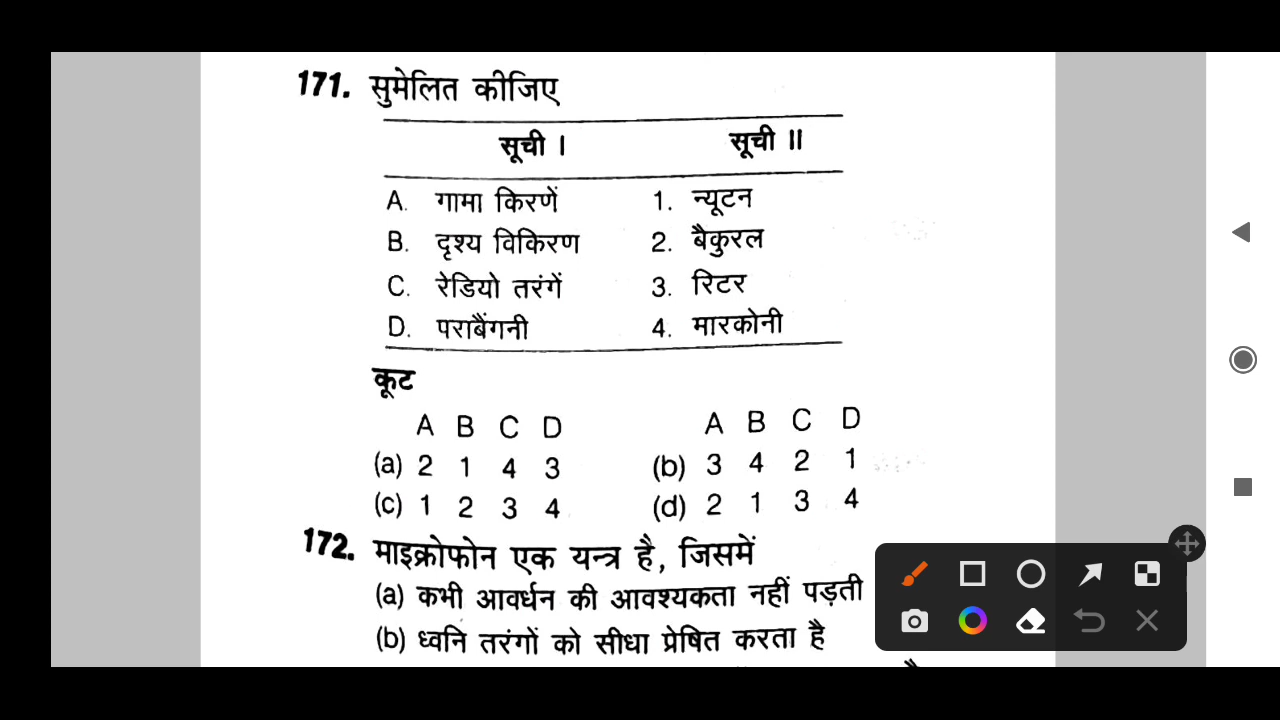 171. सुमेलित कीजिए
सूची I सूची II
A. गामा किरणें 1. न्यूटन
B. दृश्य विकिरण 2. बैकुरल
C. रेडियो तरंगें 3. रिटर
D. पराबैंगनी 4. मारकोनी
कूट
A B C D A B C D
(a) 2 1 4 3 (b) 3 4 2 1
(c) 1 2 3 4 (d) 2 1 3 4
172. माइक्रोफोन एक यन्त्र है, जिसमें
(a) कभी आवर्धन की आवश्यकता नहीं पड़ती
(b) ध्वनि तरंगों को सीधा प्रेषित करता है